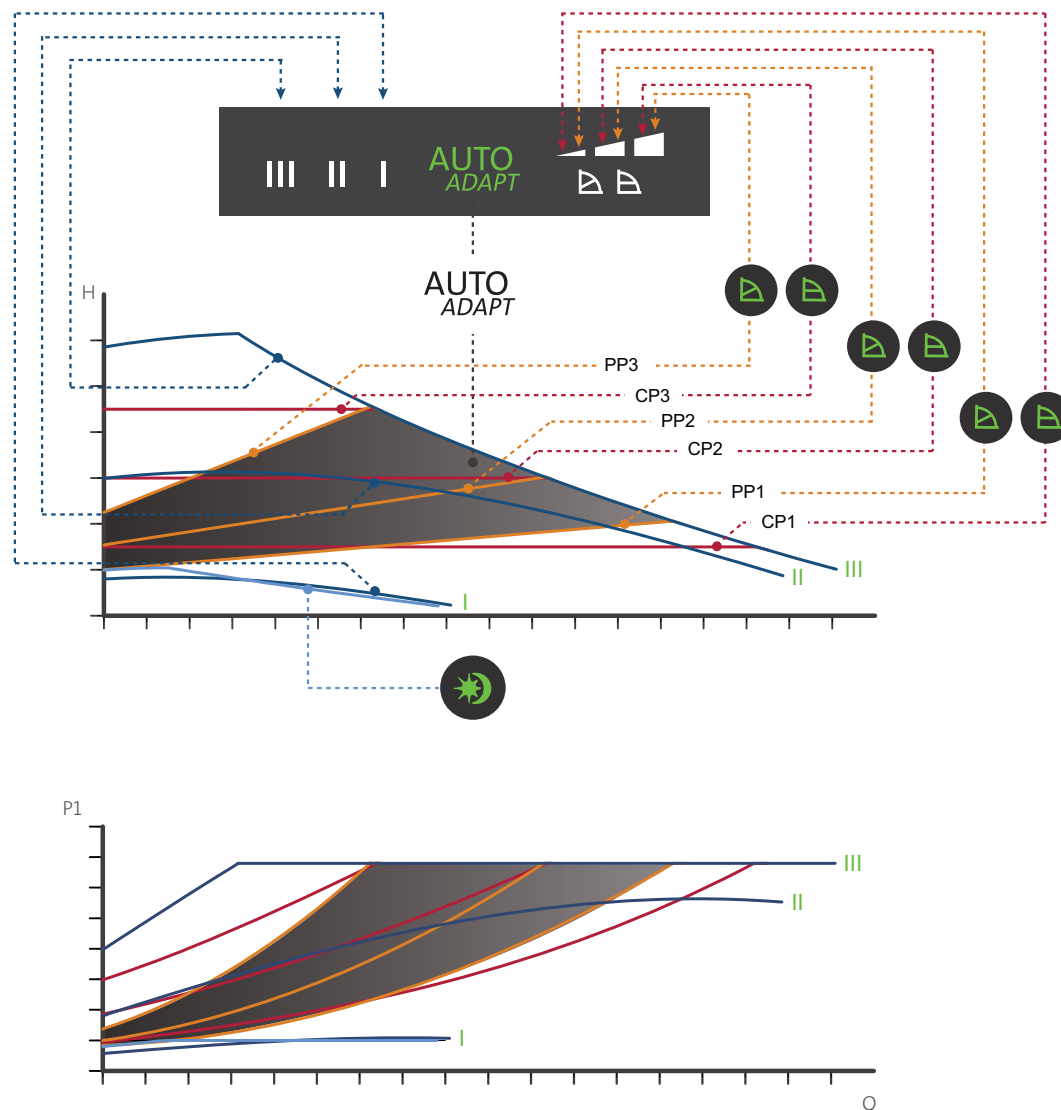 III II I AUTO
ADAPT
AUTO
ADAPT
H
PP3
CP3
PP2
CP2
PP1
CP1
III
II
I
P1
III
II
I
Q